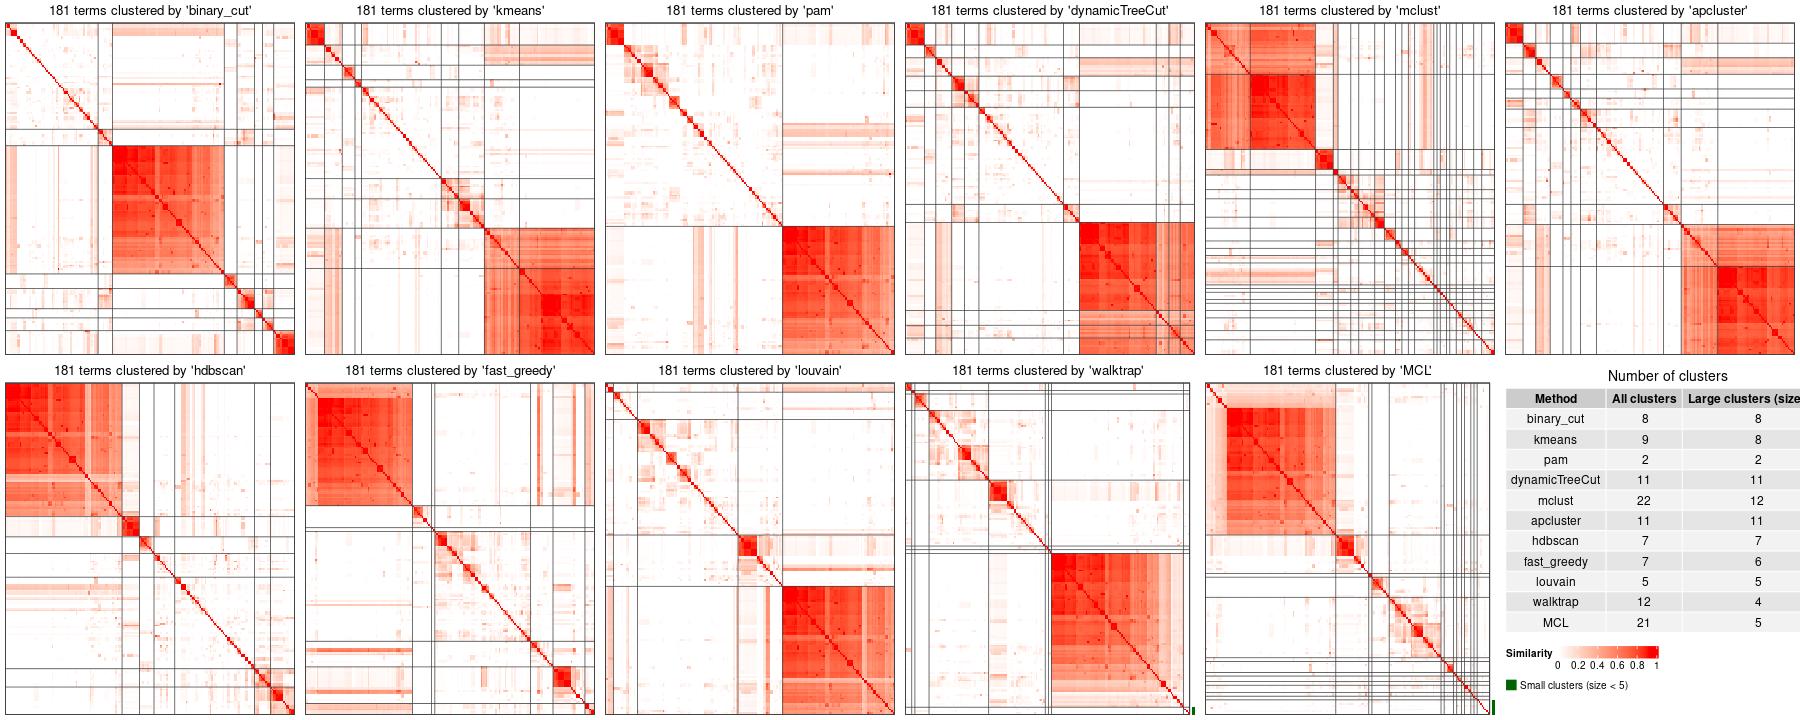 181 terms clustered by 'binary_cut'
181 terms clustered by 'kmeans'
181 terms clustered by 'pam'
181 terms clustered by 'dynamicTreeCut'
181 terms clustered by 'mclust'
181 terms clustered by 'apcluster'
181 terms clustered by 'hdbscan'
181 terms clustered by 'fast_greedy'
181 terms clustered by 'louvain'
181 terms clustered by 'walktrap'
181 terms clustered by 'MCL'
Number of clusters
Method All clusters Large clusters (size
binary_cut 8 8
kmeans 9 8
pam 2 2
dynamicTreeCut 11 11
mclust 22 12
apcluster 11 11
hdbscan 7 7
fast_greedy 7 6
louvain 5 5
walktrap 12 4
MCL 21 5
Similarity
0 0.2 0.4 0.6 0.8 1
Small clusters (size < 5)